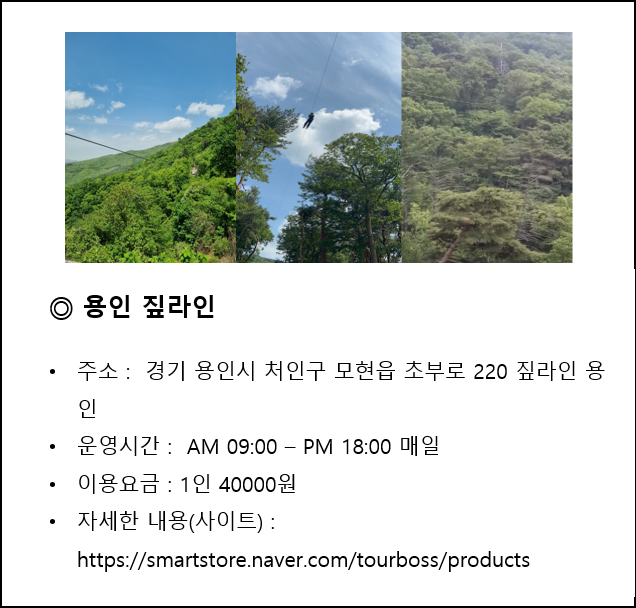 ◎ 용인 짚라인
• 주소 : 경기 용인시 처인구 모현읍 초부로 220 짚라인 용
인
• 운영시간 : AM 09:00 – PM 18:00 매일
• 이용요금 : 1인 40000원
• 자세한 내용(사이트) :
https://smartstore.naver.com/tourboss/products